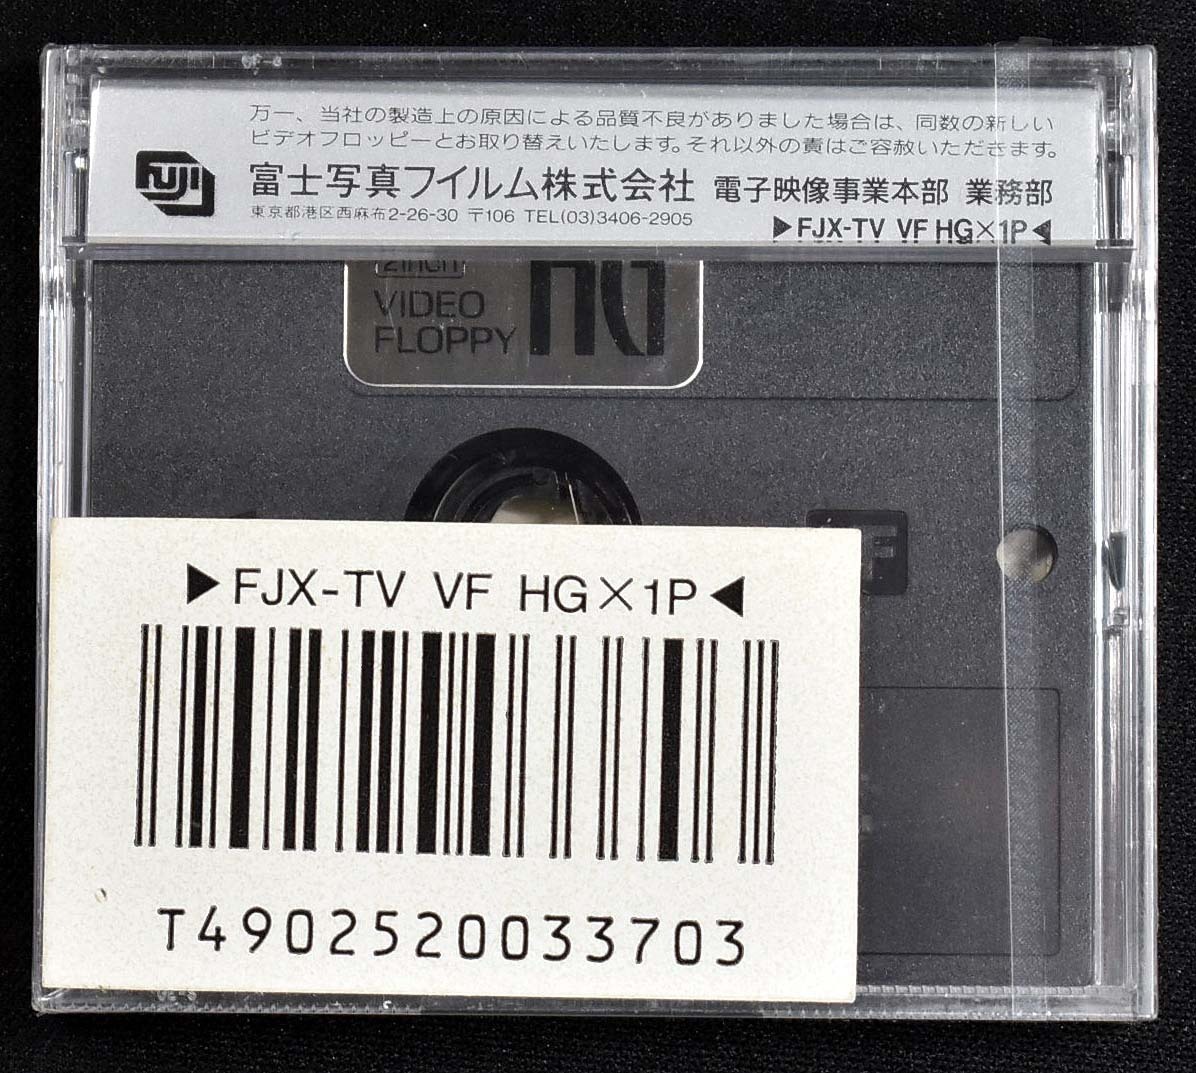 万一、当社の製造上の原因による品質不良がありました場合は、同数の新しい
ビデオフロッピーとお取り替えいたします。それ以外の責はご容赦いただきます。
FUJI
富士写真フイルム株式会社 電子映像事業本部 業務部
東京都港区西麻布2-26-30 〒106 TEL(03)3406-2905
▶FJX-TV VF HG×1P◀
2inch
VIDEO
FLOPPY
HG
▶FJX-TV VF HG×1P◀
T4902520033703